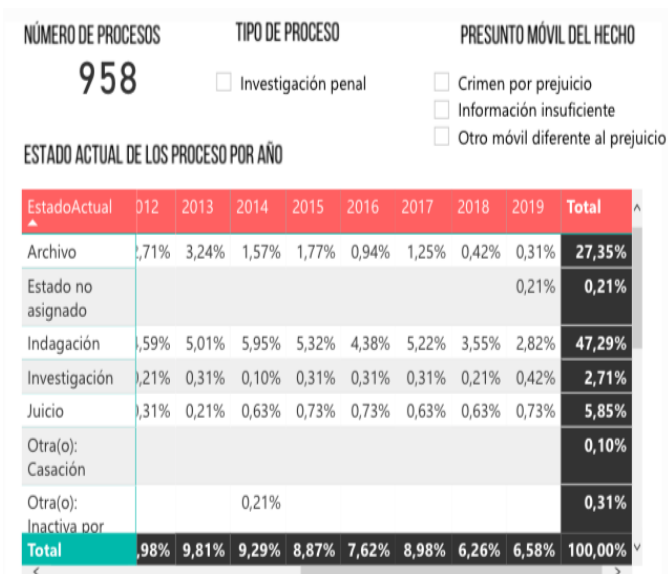 NÚMERO DE PROCESOS TIPO DE PROCESO PRESUNTO MÓVIL DEL HECHO
958
Investigación penal
Crimen por prejuicio
Información insuficiente
Otro móvil diferente al prejuicio
ESTADO ACTUAL DE LOS PROCESO POR AÑO
EstadoActual 012 2013 2014 2015 2016 2017 2018 2019 Total
Archivo ,71% 3,24% 1,57% 1,77% 0,94% 1,25% 0,42% 0,31% 27,35%
Estado no 0,21% 0,21%
asignado
Indagación ,59% 5,01% 5,95% 5,32% 4,38% 5,22% 3,55% 2,82% 47,29%
Investigación ,21% 0,31% 0,10% 0,31% 0,31% 0,31% 0,21% 0,42% 2,71%
Juicio ,31% 0,21% 0,63% 0,73% 0,73% 0,63% 0,63% 0,73% 5,85%
Otra(o): 0,10%
Casación
Otra(o): 0,21% 0,31%
Inactiva por
Total ,98% 9,81% 9,29% 8,87% 7,62% 8,98% 6,26% 6,58% 100,00%